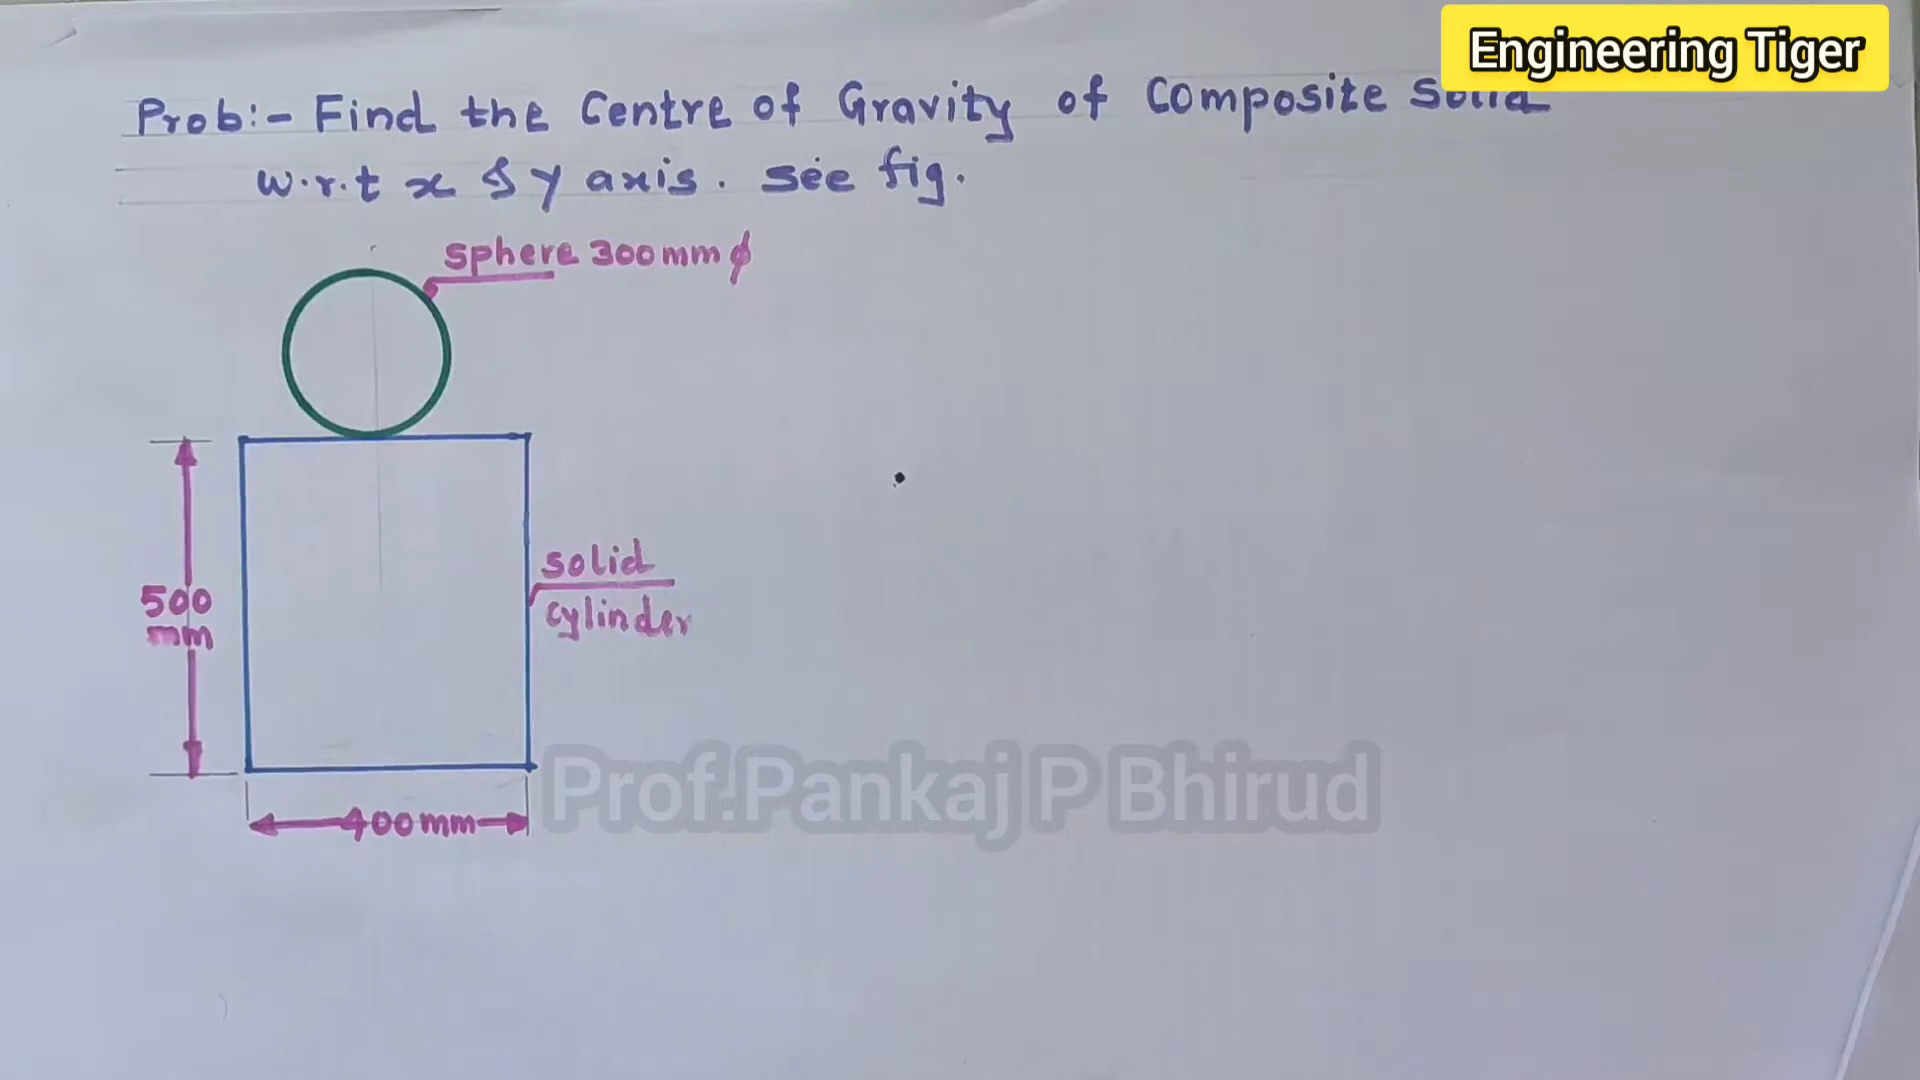 Engineering Tiger
Prob:- Find the Centre of Gravity of Composite Solid
w.r.t x & y axis. see fig.
sphere 300mm ϕ
solid
cylinder
500
mm
400mm
Prof.Pankaj P Bhirud